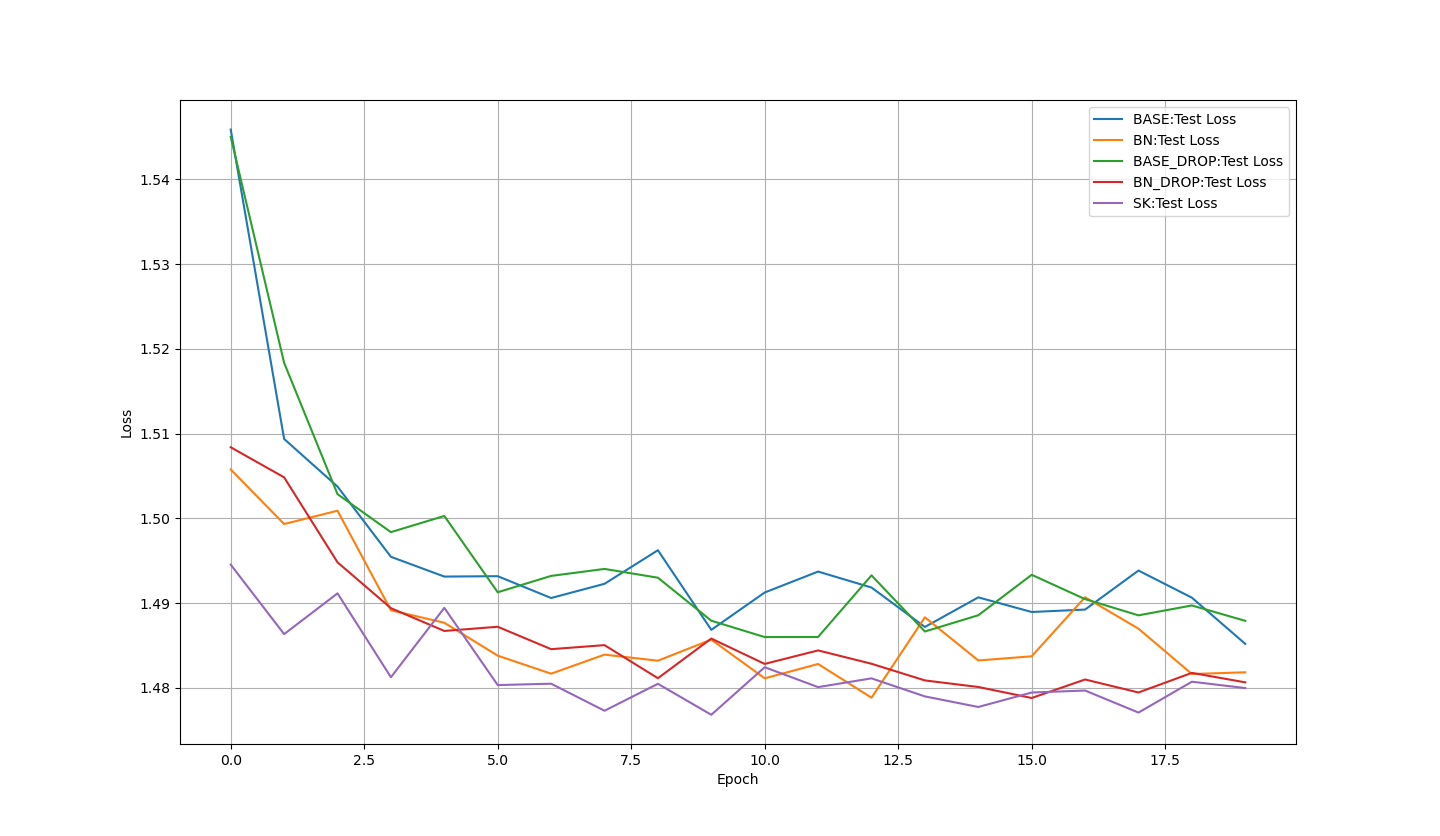 BASE:Test Loss
BN:Test Loss
BASE_DROP:Test Loss
BN_DROP:Test Loss
SK:Test Loss
1.54
1.53
1.52
1.51
1.50
1.49
1.48
Loss
0.0 2.5 5.0 7.5 10.0 12.5 15.0 17.5
Epoch